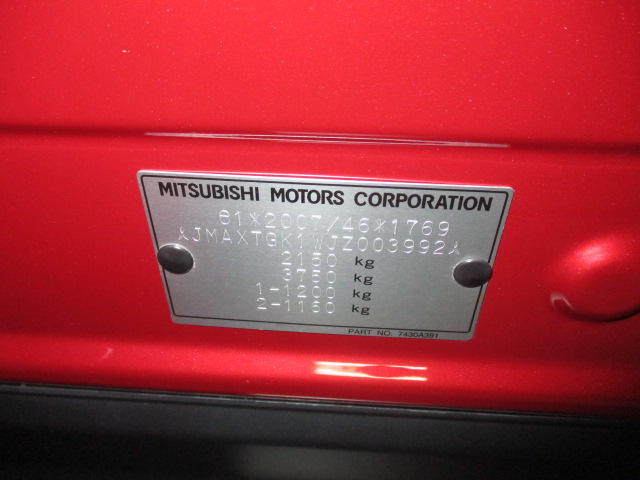 MITSUBISHI MOTORS CORPORATION
e1*2007/46*1769
JMAXTGK1WJZ003992
2150 kg
3750 kg
1-1200 kg
2-1150 kg
PART NO. 7430A391